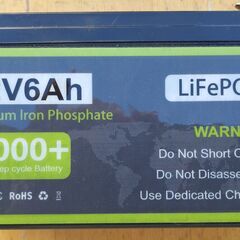 V6Ah
LiFePO
um Iron Phosphate
000+
ep cycle Battery
WARN
Do Not Short C
Do Not Disasse
Use Dedicated Ch
RoHS